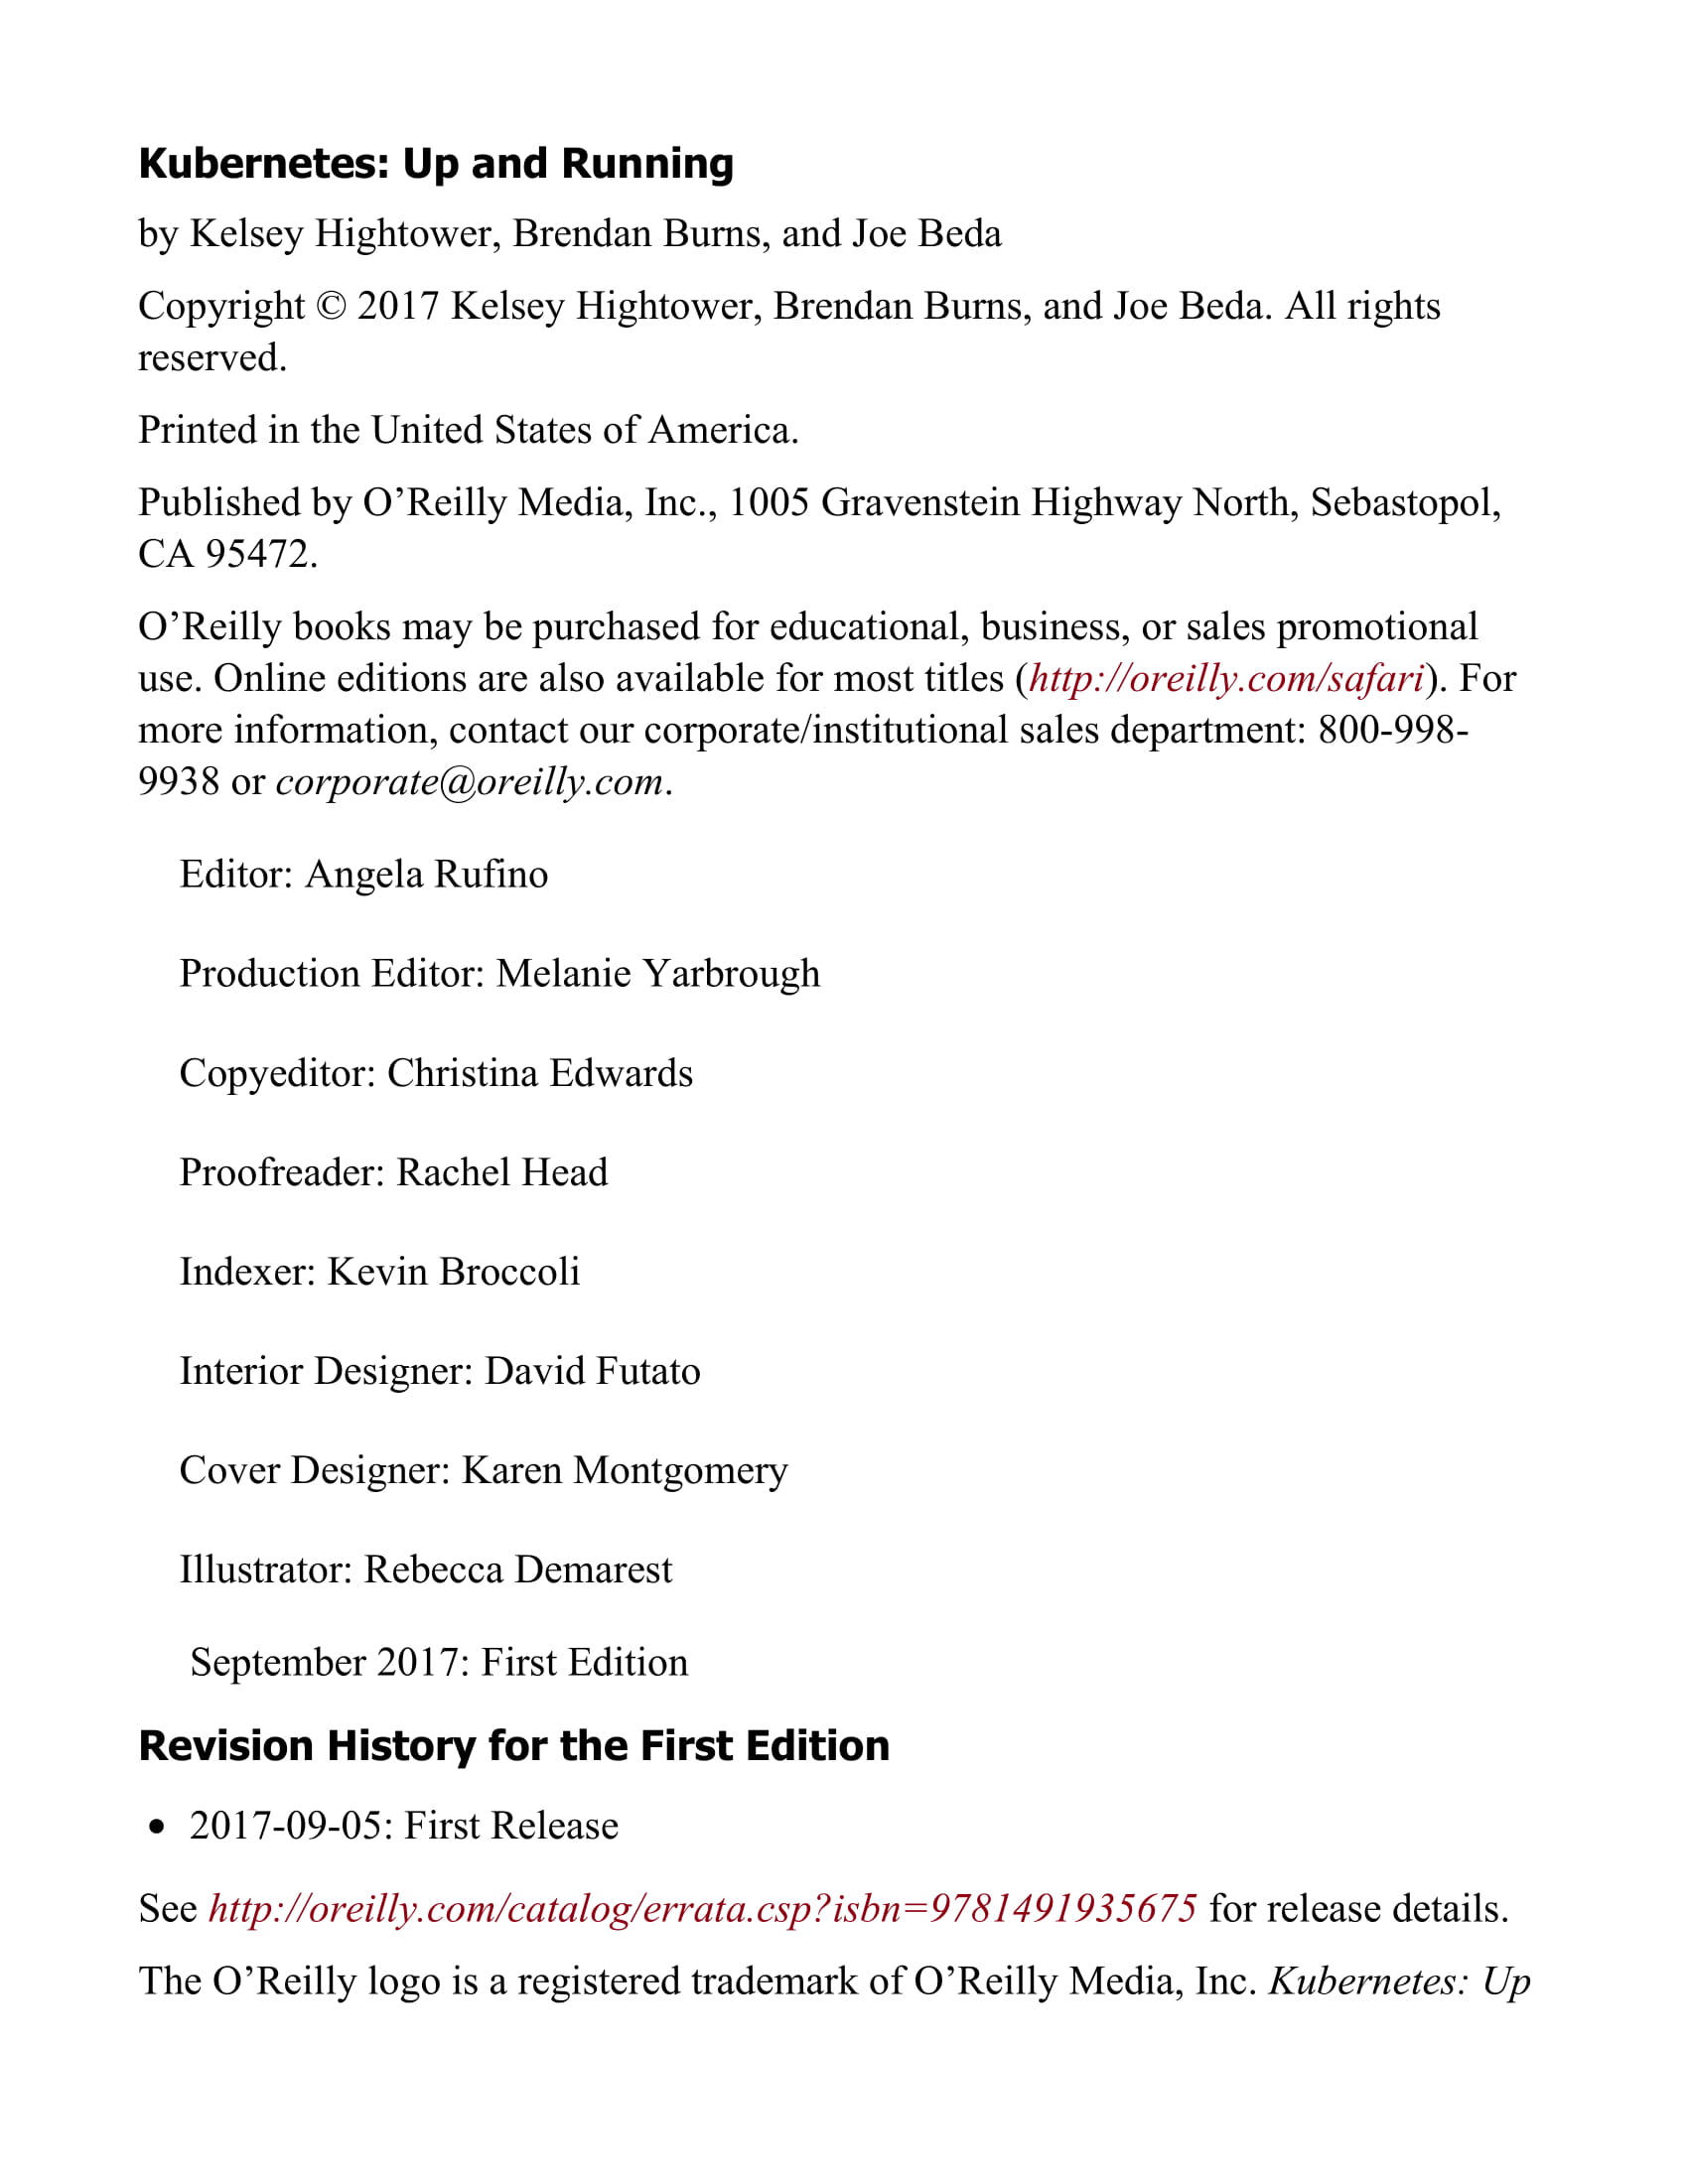 Kubernetes: Up and Running
by Kelsey Hightower, Brendan Burns, and Joe Beda
Copyright © 2017 Kelsey Hightower, Brendan Burns, and Joe Beda. All rights
reserved.
Printed in the United States of America.
Published by O’Reilly Media, Inc., 1005 Gravenstein Highway North, Sebastopol,
CA 95472.
O’Reilly books may be purchased for educational, business, or sales promotional
use. Online editions are also available for most titles (http://oreilly.com/safari). For
more information, contact our corporate/institutional sales department: 800-998-
9938 or corporate@oreilly.com.
Editor: Angela Rufino
Production Editor: Melanie Yarbrough
Copyeditor: Christina Edwards
Proofreader: Rachel Head
Indexer: Kevin Broccoli
Interior Designer: David Futato
Cover Designer: Karen Montgomery
Illustrator: Rebecca Demarest
September 2017: First Edition
Revision History for the First Edition
• 2017-09-05: First Release
See http://oreilly.com/catalog/errata.csp?isbn=9781491935675 for release details.
The O’Reilly logo is a registered trademark of O’Reilly Media, Inc. Kubernetes: Up